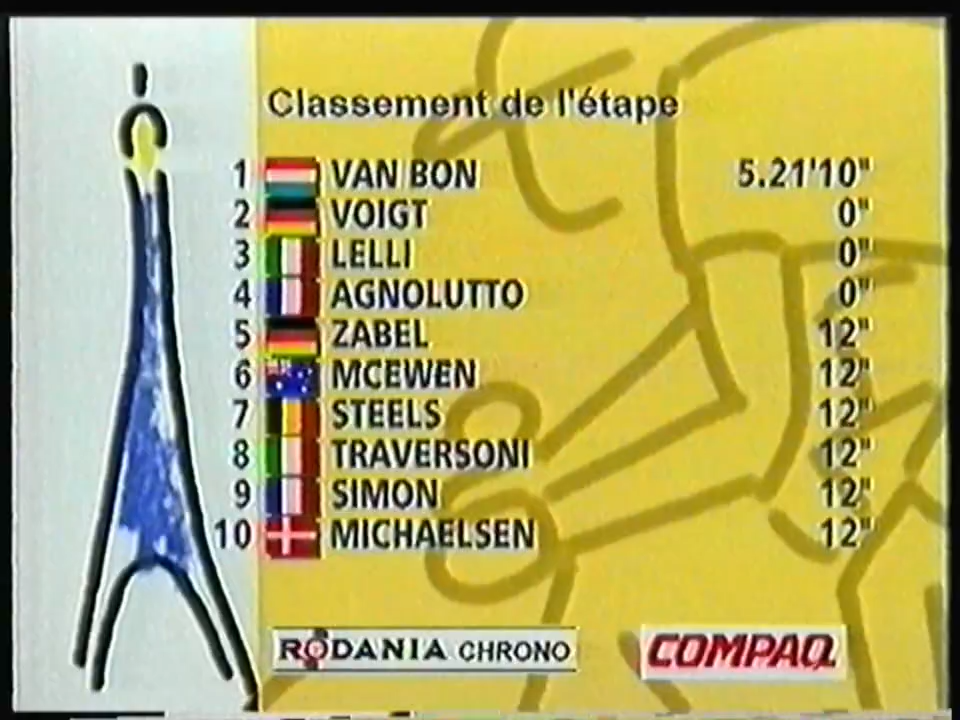 Classement de l'étape
1 VAN BON 5.21'10"
2 VOIGT 0"
3 LELLI 0"
4 AGNOLUTTO 0"
5 ZABEL 12"
6 MCEWEN 12"
7 STEELS 12"
8 TRAVERSONI 12"
9 SIMON 12"
10 MICHAELSEN 12"
RODANIA CHRONO COMPAQ